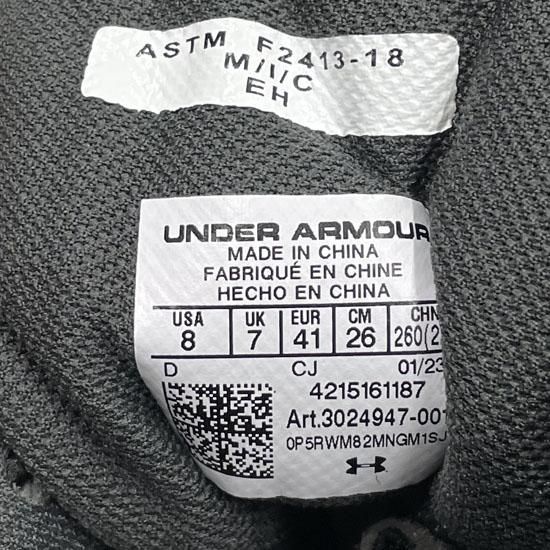 ASTM F2413-18
M/I/C
EH
UNDER ARMOUR
MADE IN CHINA
FABRIQUÉ EN CHINE
HECHO EN CHINA
USA UK EUR CM CHN
8 7 41 26 260(2
D CJ 01/23
4215161187
Art.3024947-001
0P5RWM82MNGM1SJ